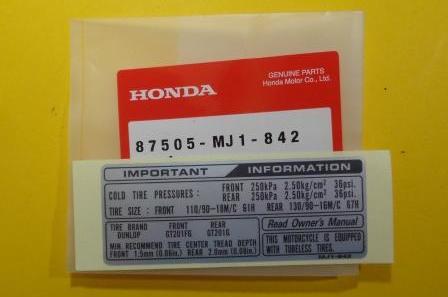 HONDA
GENUINE PARTS
Honda Motor Co., Ltd.
87505-MJ1-842
IMPORTANT INFORMATION
COLD TIRE PRESSURES: FRONT 250kPa 2.50kg/cm² 36psi.
REAR 250kPa 2.50kg/cm² 36psi.
TIRE SIZE: FRONT 110/90-18M/C 61H REAR 130/90-16M/C 67H
TIRE BRAND FRONT REAR
DUNLOP GT201FG GT201G
MIN. RECOMMEND TIRE CENTER TREAD DEPTH
FRONT 1.5mm (0.06in.) REAR 2.0mm (0.08in.)
Read Owner's Manual
THIS MOTORCYCLE IS EQUIPPED
WITH TUBELESS TIRES.
MJ1-842